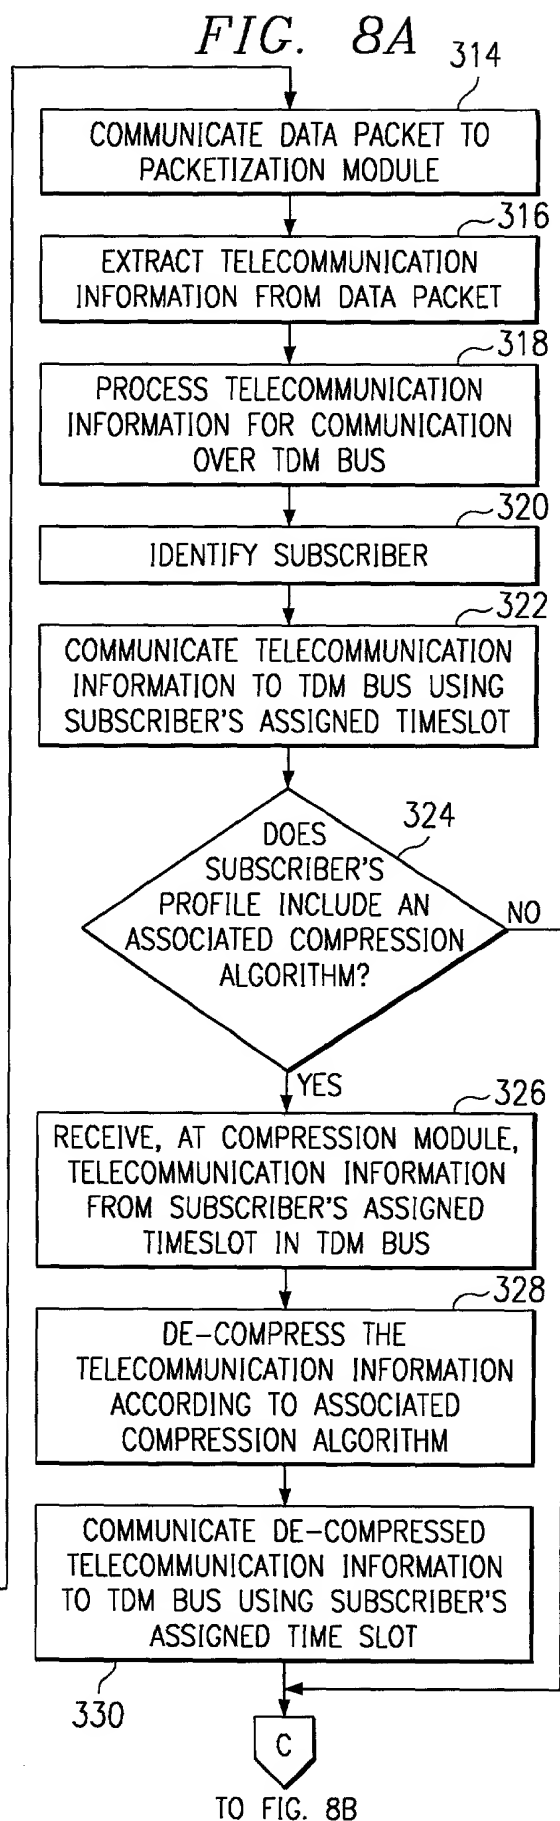 FIG. 8A
314
COMMUNICATE DATA PACKET TO
PACKETIZATION MODULE
316
EXTRACT TELECOMMUNICATION
INFORMATION FROM DATA PACKET
318
PROCESS TELECOMMUNICATION
INFORMATION FOR COMMUNICATION
OVER TDM BUS
320
IDENTIFY SUBSCRIBER
322
COMMUNICATE TELECOMMUNICATION
INFORMATION TO TDM BUS USING
SUBSCRIBER'S ASSIGNED TIMESLOT
324
DOES
SUBSCRIBER'S
PROFILE INCLUDE AN
ASSOCIATED COMPRESSION
ALGORITHM?
NO
YES
326
RECEIVE, AT COMPRESSION MODULE,
TELECOMMUNICATION INFORMATION
FROM SUBSCRIBER'S ASSIGNED
TIMESLOT IN TDM BUS
328
DE-COMPRESS THE
TELECOMMUNICATION INFORMATION
ACCORDING TO ASSOCIATED
COMPRESSION ALGORITHM
COMMUNICATE DE-COMPRESSED
TELECOMMUNICATION INFORMATION
TO TDM BUS USING SUBSCRIBER'S
ASSIGNED TIME SLOT
330
C
TO FIG. 8B